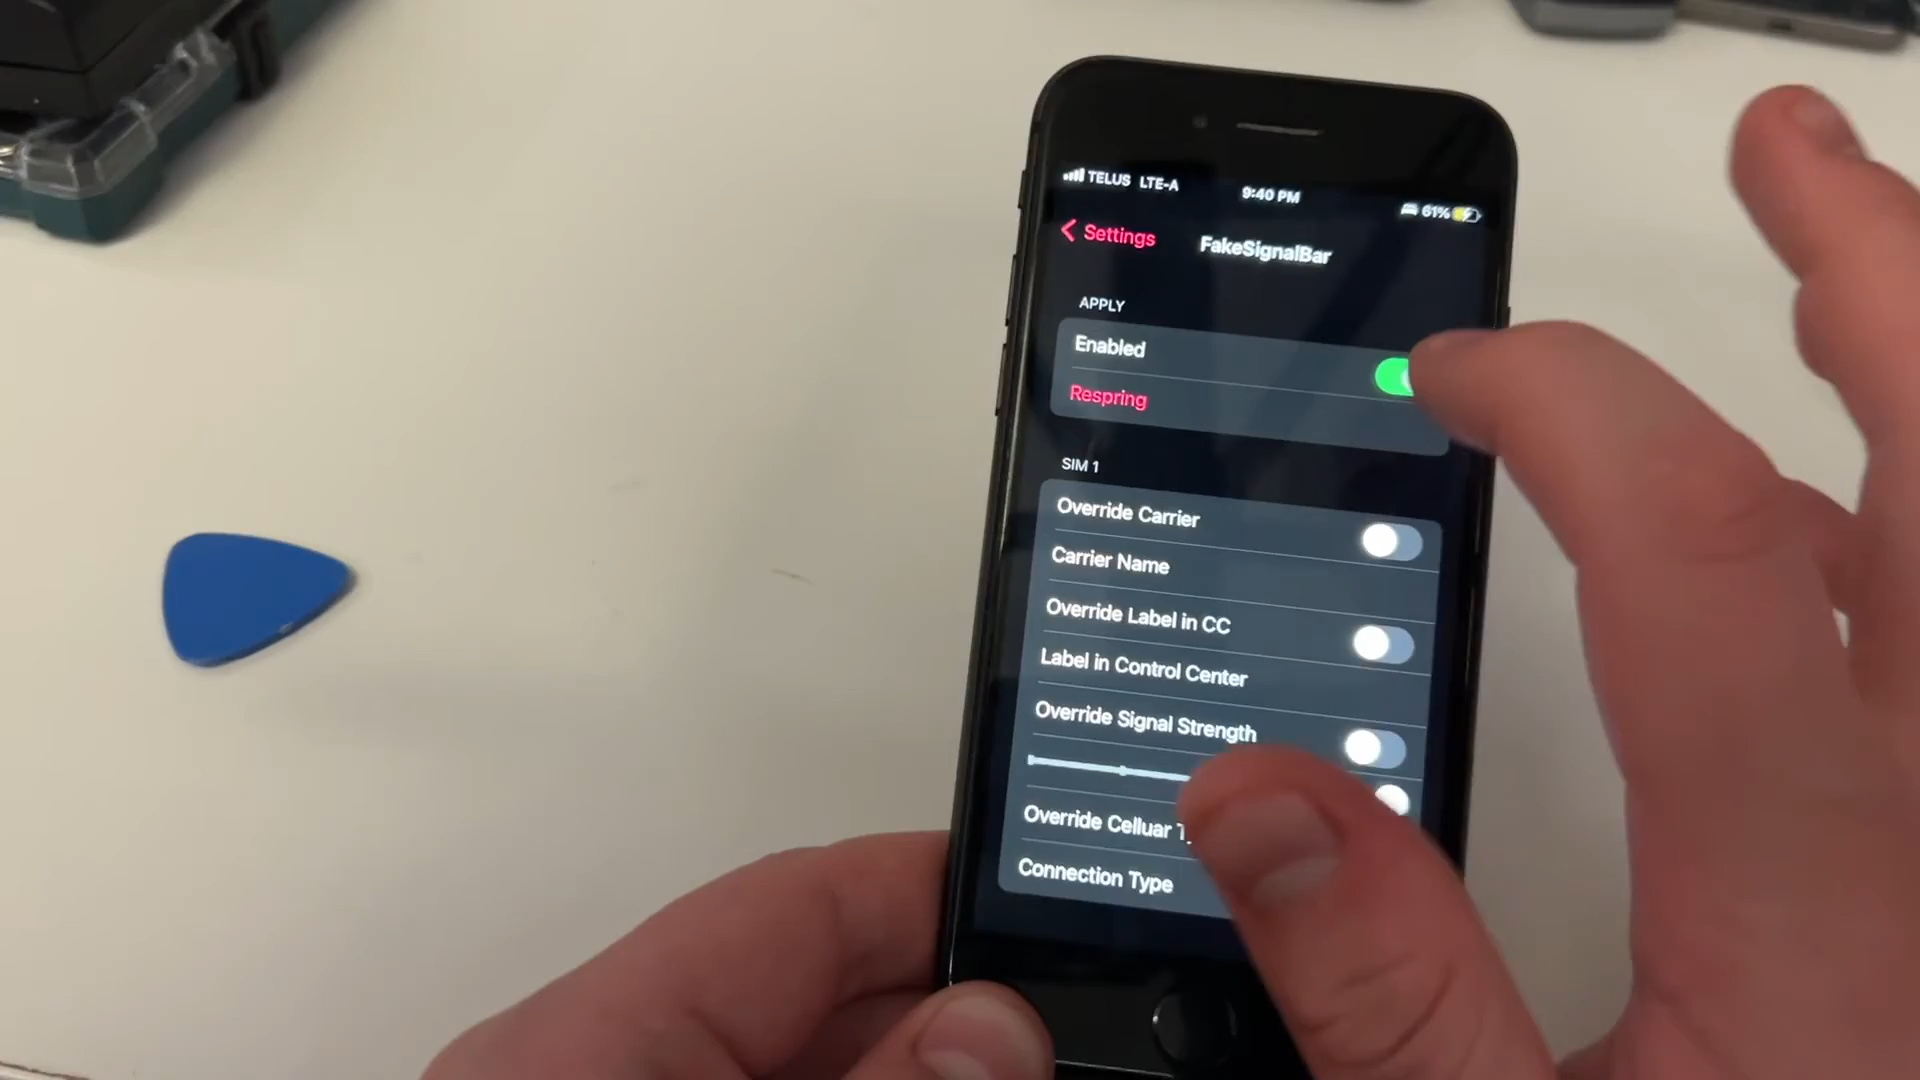 TELUS LTE-A 9:40 PM 61%
Settings FakeSignalBar
APPLY
Enabled
Respring
SIM 1
Override Carrier
Carrier Name
Override Label in CC
Label in Control Center
Override Signal Strength
Override Celluar
Connection Type